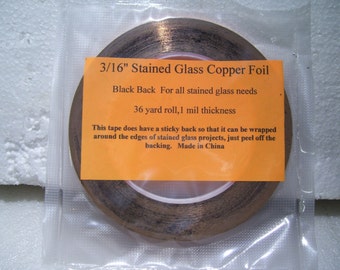 3/16" Stained Glass Copper Foil
Black Back For all stained glass needs
36 yard roll,1 mil thickness
This tape does have a sticky back so that it can be wrapped
around the edges of stained glass projects, just peel off the
backing. Made in China